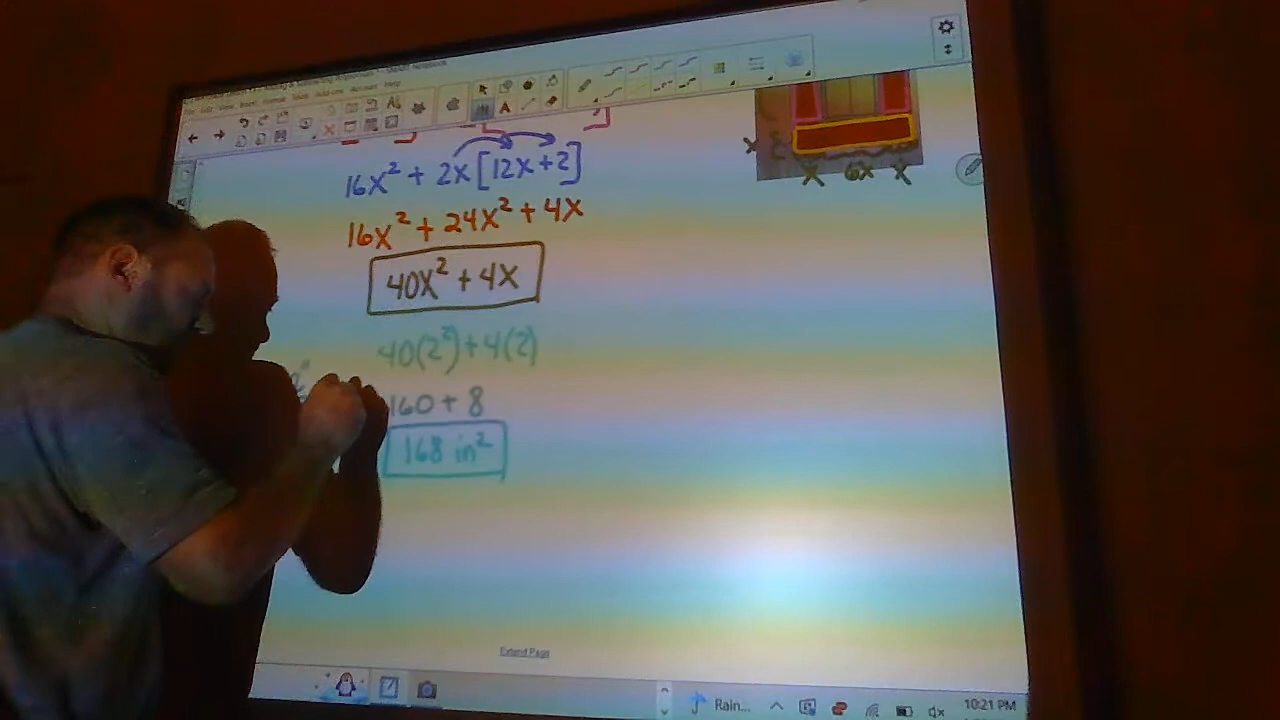 16x² + 2x[12x+2]
16x² + 24x² + 4x
40x² + 4x
40(2²)+4(2)
160 + 8
168 in²
x
x 6x x
Extend Page
Rain...
10:21 PM